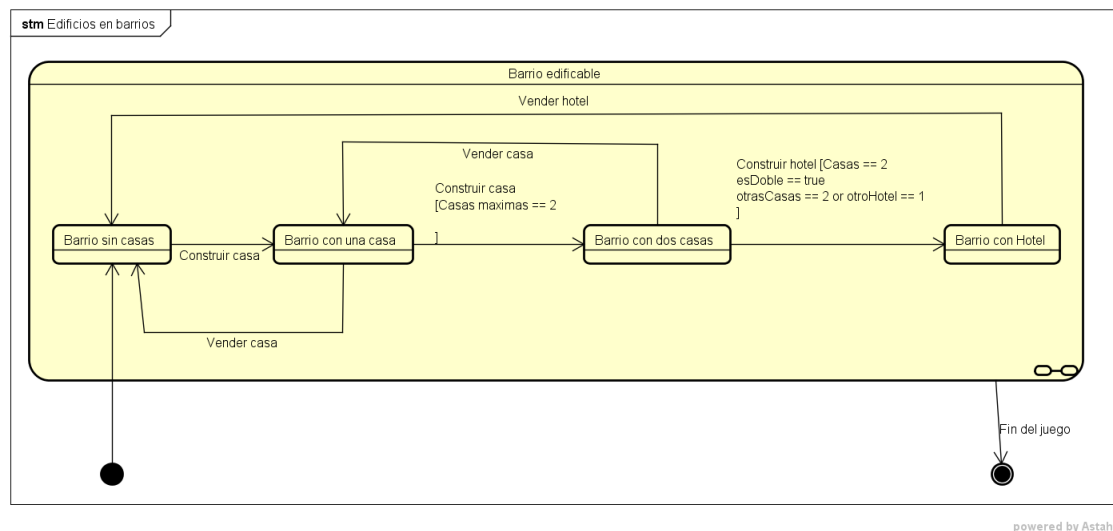 stm Edificios en barrios
Barrio edificable
Vender hotel
Vender casa
Construir casa
[Casas maximas == 2
]
Construir hotel [Casas == 2
esDoble == true
otrasCasas == 2 or otroHotel == 1
]
Barrio sin casas
Construir casa
Barrio con una casa
Barrio con dos casas
Barrio con Hotel
Vender casa
Fin del juego
powered by Astah